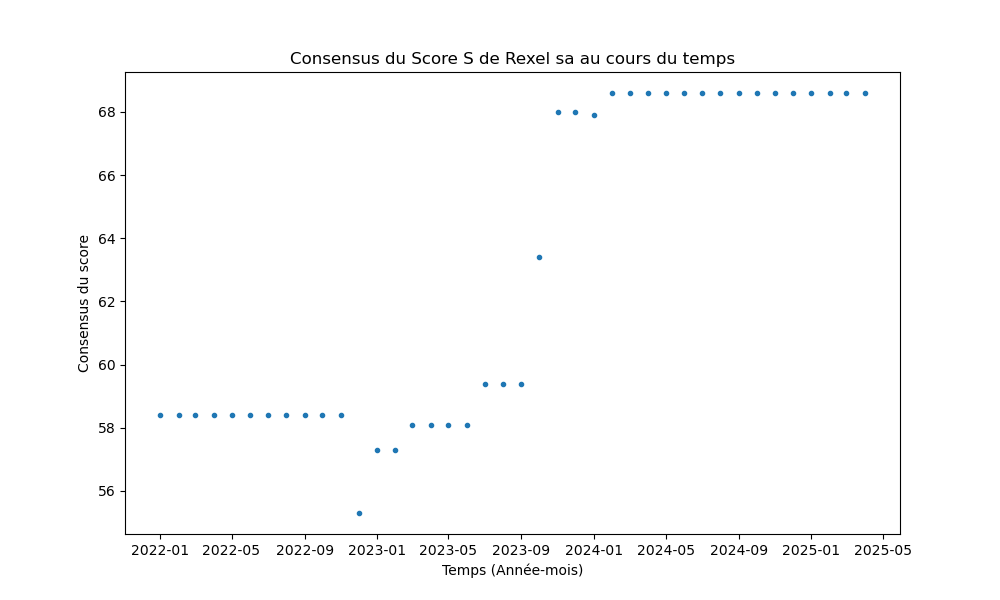 Consensus du Score S de Rexel sa au cours du temps
Consensus du score
68
66
64
62
60
58
56
2022-01 2022-05 2022-09 2023-01 2023-05 2023-09 2024-01 2024-05 2024-09 2025-01 2025-05
Temps (Année-mois)